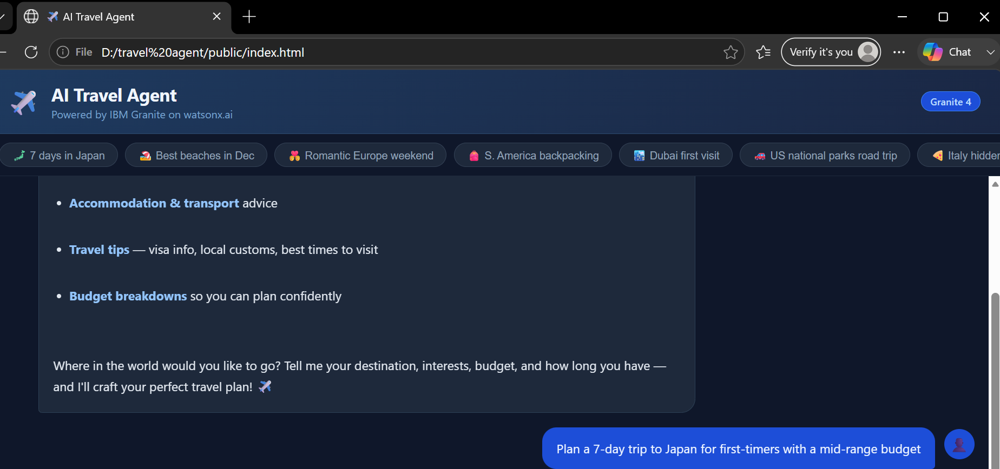 AI Travel Agent
File D:/travel%20agent/public/index.html
Verify it's you
Chat
AI Travel Agent
Powered by IBM Granite on watsonx.ai
Granite 4
7 days in Japan
Best beaches in Dec
Romantic Europe weekend
S. America backpacking
Dubai first visit
US national parks road trip
Italy hidden
• Accommodation & transport advice
• Travel tips — visa info, local customs, best times to visit
• Budget breakdowns so you can plan confidently
Where in the world would you like to go? Tell me your destination, interests, budget, and how long you have —
and I'll craft your perfect travel plan!
Plan a 7-day trip to Japan for first-timers with a mid-range budget